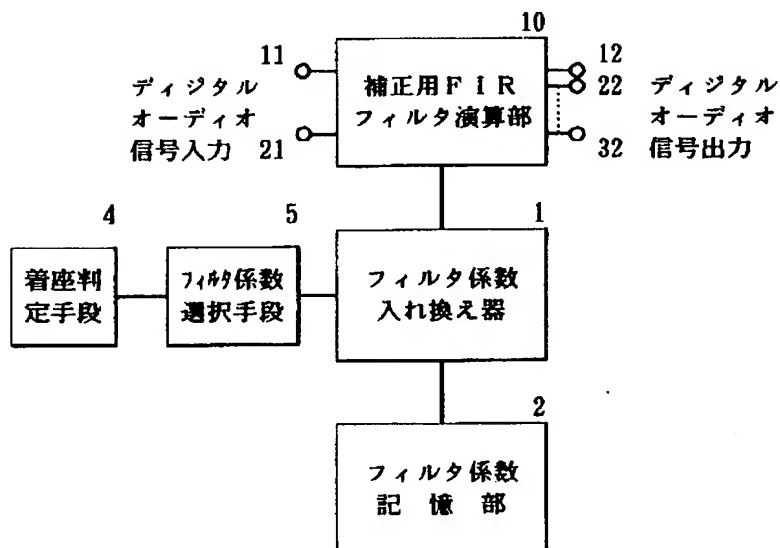 10
11
ディジタル
オーディオ
信号入力 21
補正用FIR
フィルタ演算部
12
22 ディジタル
オーディオ
32 信号出力
4
着座判
定手段
5
フィルタ係数
選択手段
1
フィルタ係数
入れ換え器
2
フィルタ係数
記憶部